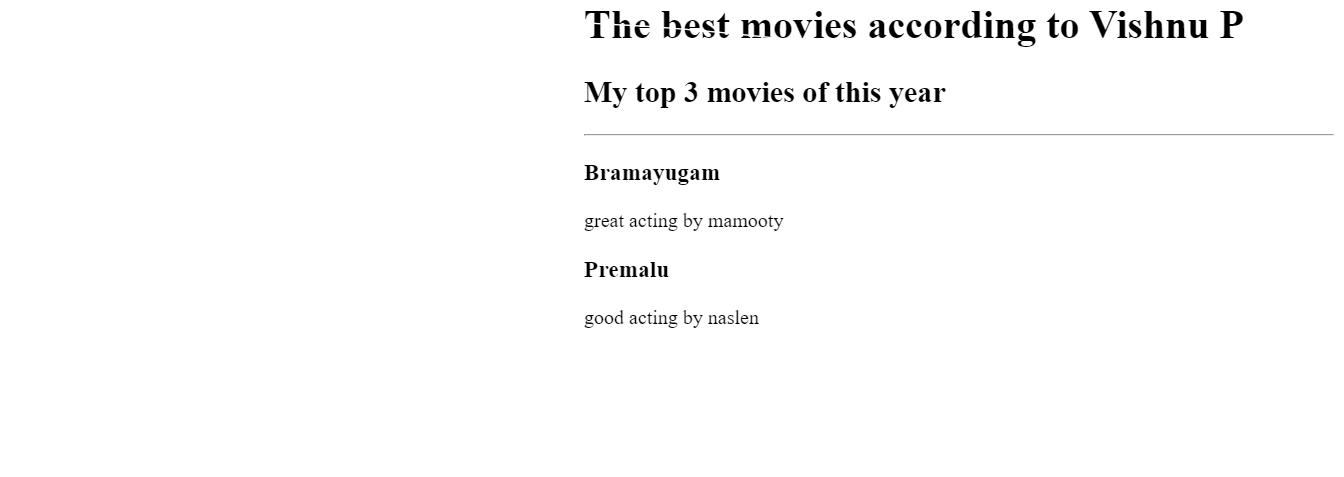 The best movies according to Vishnu P
My top 3 movies of this year
Bramayugam
great acting by mamooty
Premalu
good acting by naslen